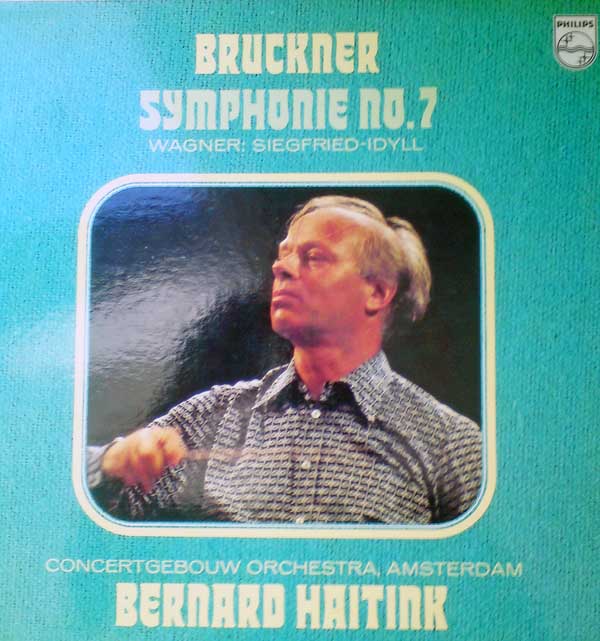 PHILIPS
BRUCKNER
SYMPHONIE NO.7
WAGNER: SIEGFRIED-IDYLL
CONCERTGEBOUW ORCHESTRA, AMSTERDAM
BERNARD HAITINK